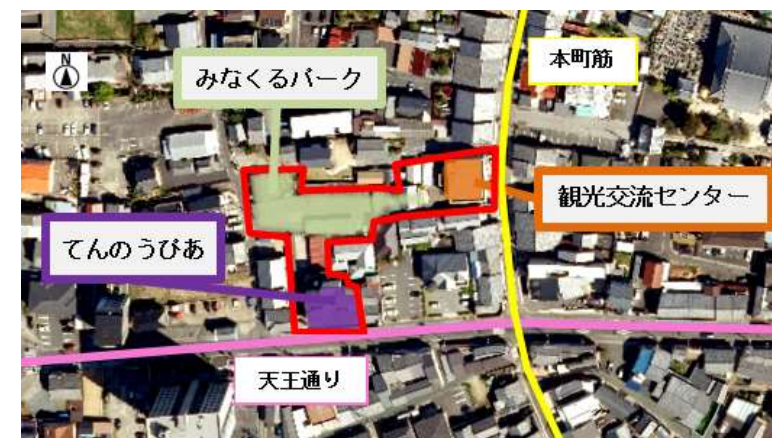 N
みなくるパーク
本町筋
観光交流センター
てんのうぴあ
天王通り